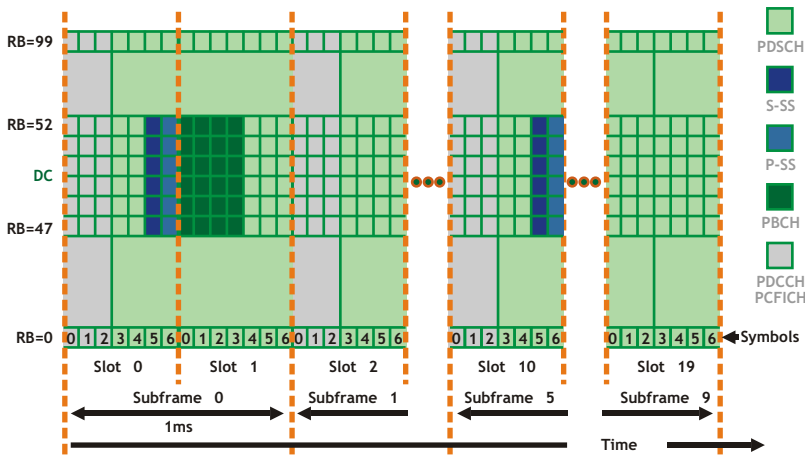 RB=99
PDSCH
S-SS
RB=52
P-SS
DC
PBCH
RB=47
PDCCH
PCFICH
RB=0
0 1 2 3 4 5 6 0 1 2 3 4 5 6 0 1 2 3 4 5 6 0 1 2 3 4 5 6 0 1 2 3 4 5 6
Symbols
Slot 0 Slot 1 Slot 2 Slot 10 Slot 19
Subframe 0 Subframe 1 Subframe 5 Subframe 9
1ms
Time